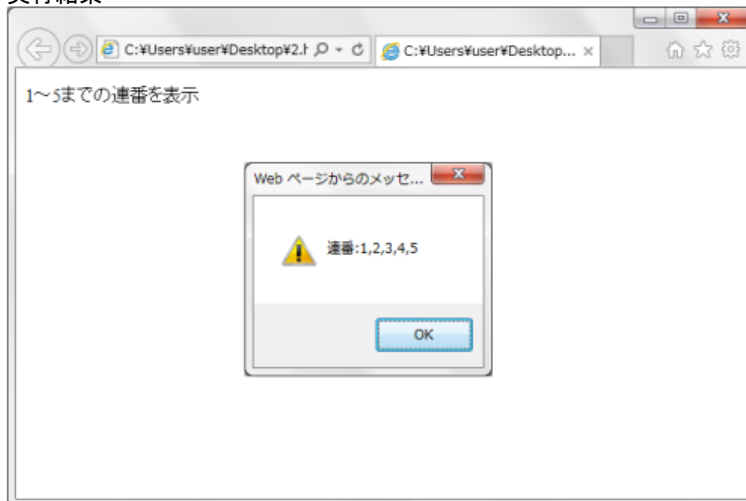 実行結果
C:¥Users¥user¥Desktop¥2.h
C:¥Users¥user¥Desktop... ×
1～5までの連番を表示
Web ページからのメッセ...
連番:1,2,3,4,5
OK